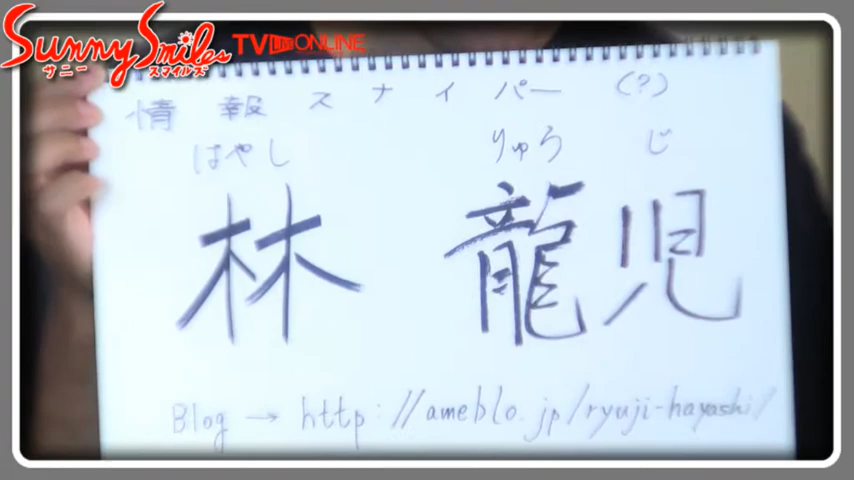 Sunny Smiles
サニー スマイルズ
TV LIVE ONLINE
情報スナイパー（?）
はやし りゅうじ
林 龍児
Blog → http://ameblo.jp/ryuji-hayashi/